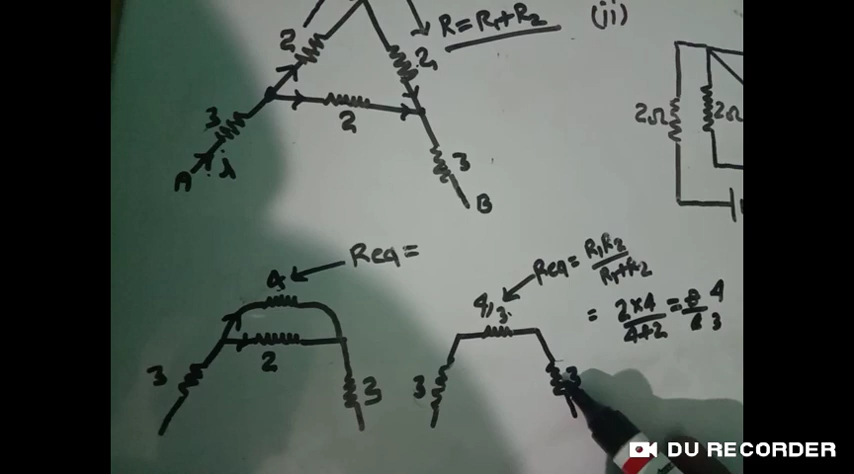 R=R1+R2
(ii)
2
2
3
2
A
i
3
B
2Ω
2Ω
Req=
4
2
3
3
Req= R1R2/R1+R2
= 2×4/4+2 = 8/6 4/3
4/3
3
3
DU RECORDER